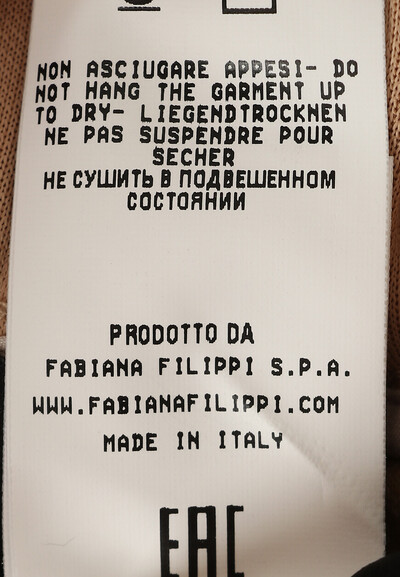 NON ASCIUGARE APPESI- DO
NOT HANG THE GARMENT UP
TO DRY- LIEGENDTROCKNEN
NE PAS SUSPENDRE POUR
SECHER
НЕ СУШИТЬ В ПОДВЕШЕННОМ
СОСТОЯНИИ
PRODOTTO DA
FABIANA FILIPPI S.P.A.
WWW.FABIANAFILIPPI.COM
MADE IN ITALY
EAC